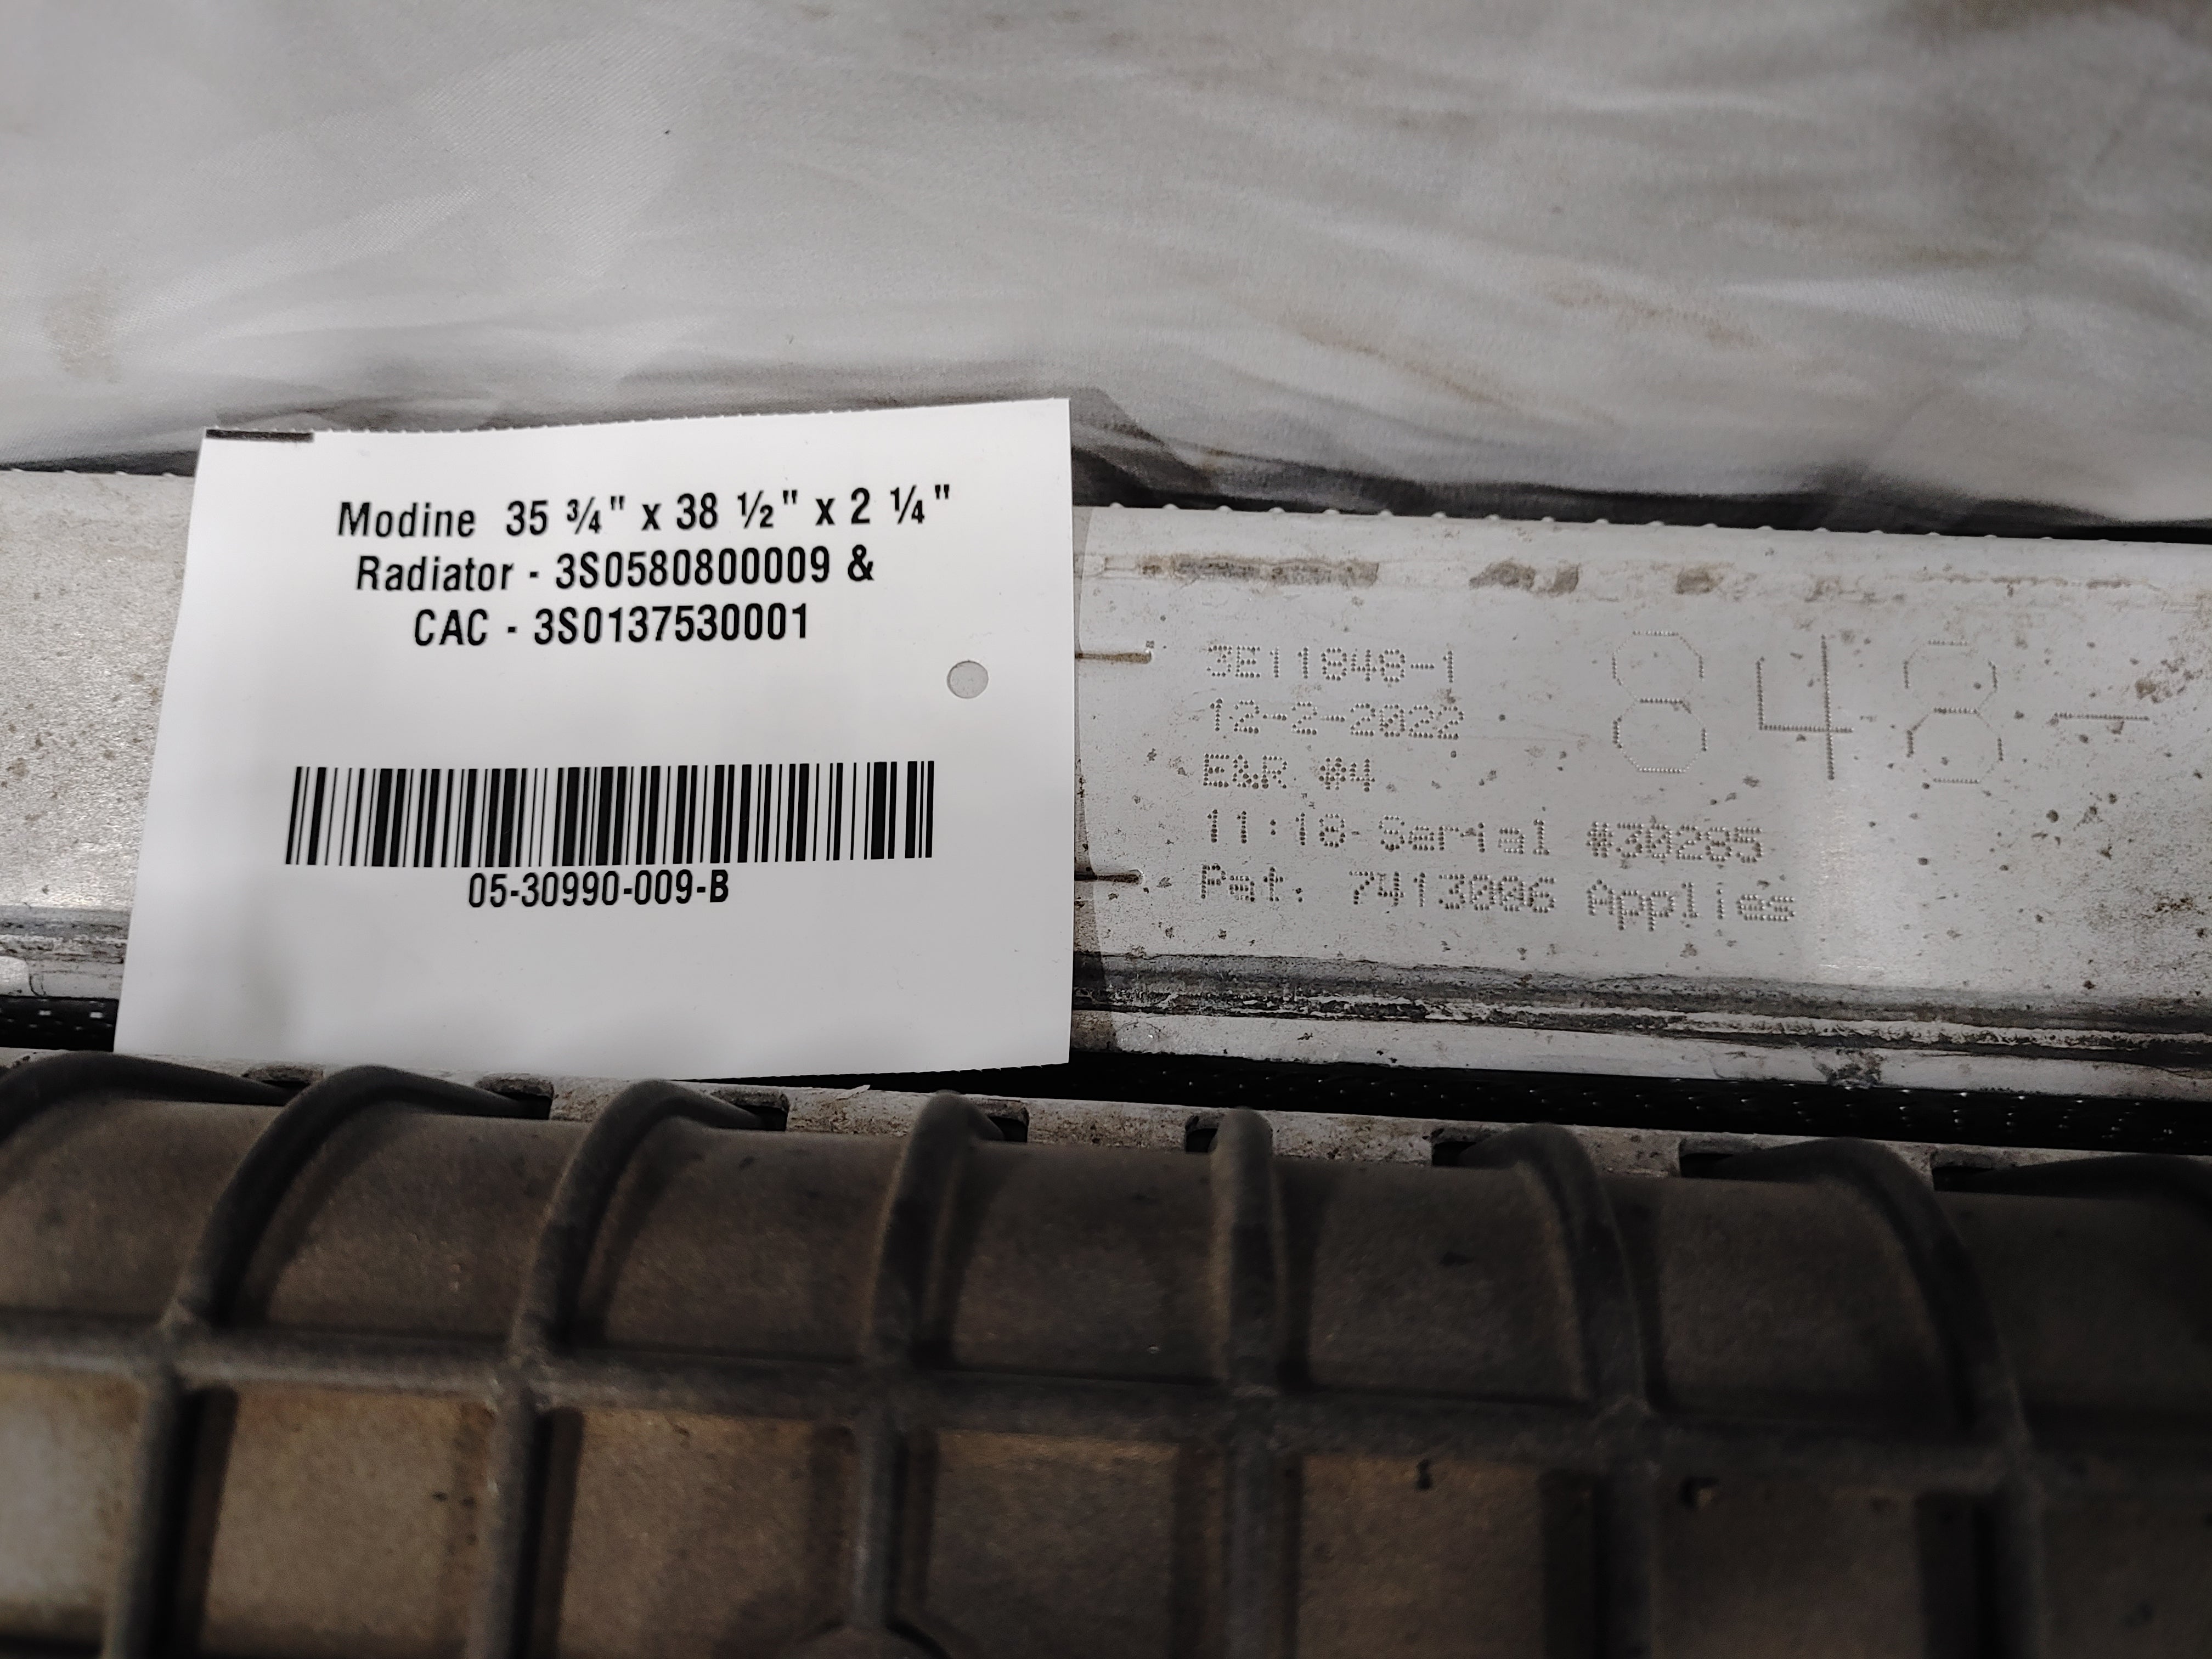 Modine 35 ¾" x 38 ½" x 2 ¼"
Radiator - 3S0580800009 &
CAC - 3S0137530001
05-30990-009-B
3E11848-1
12-2-2022
E&R #4
11:18 Serial #30285
Pat. 7413006 Applies
848-